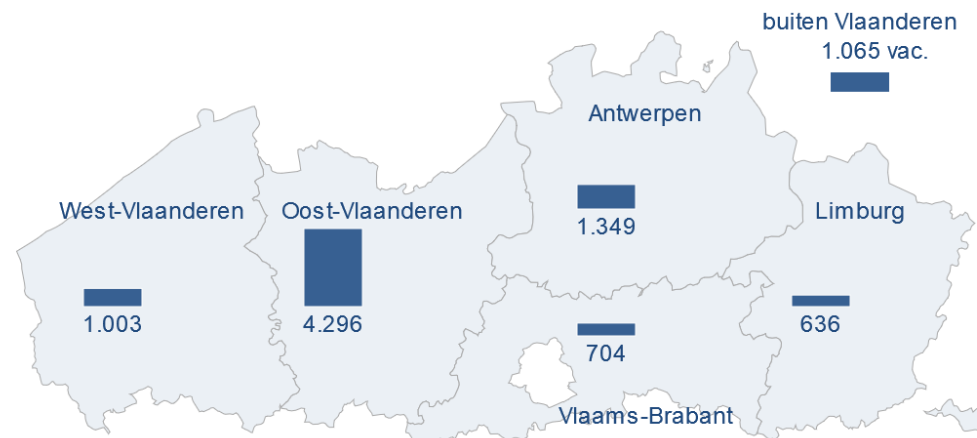 buiten Vlaanderen
1.065 vac.
Antwerpen
1.349
West-Vlaanderen
1.003
Oost-Vlaanderen
4.296
Limburg
636
704
Vlaams-Brabant